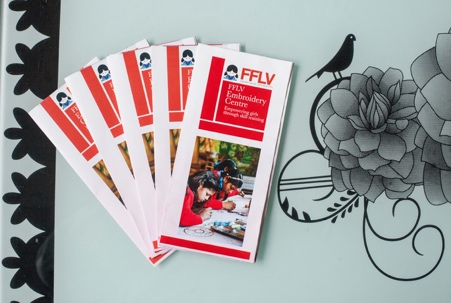 FFLV
FFLV
Embroidery
Centre
Empowering girls
through skill training